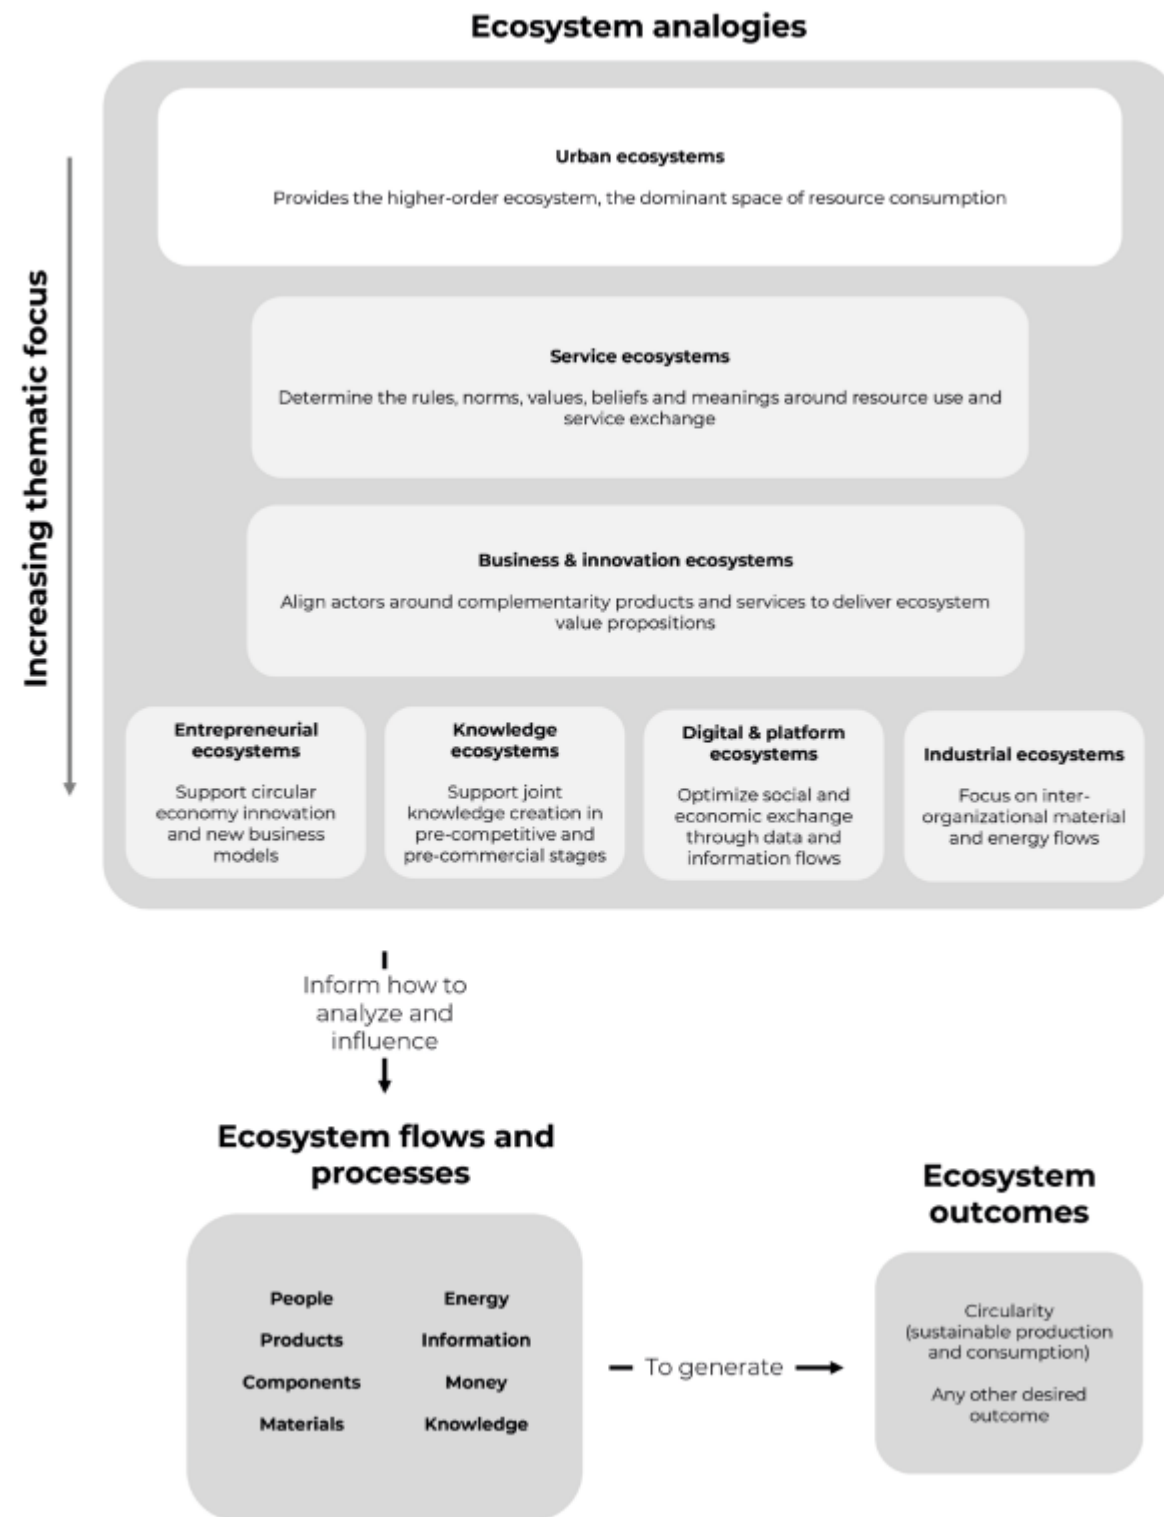 Ecosystem analogies
Increasing thematic focus
Urban ecosystems
Provides the higher-order ecosystem, the dominant space of resource consumption
Service ecosystems
Determine the rules, norms, values, beliefs and meanings around resource use and
service exchange
Business & innovation ecosystems
Align actors around complementarity products and services to deliver ecosystem
value propositions
Entrepreneurial
ecosystems
Support circular
economy innovation
and new business
models
Knowledge
ecosystems
Support joint
knowledge creation in
pre-competitive and
pre-commercial stages
Digital & platform
ecosystems
Optimize social and
economic exchange
through data and
information flows
Industrial ecosystems
Focus on inter-
organizational material
and energy flows
Inform how to
analyze and
influence
Ecosystem flows and
processes
People
Products
Components
Materials
Energy
Information
Money
Knowledge
To generate
Ecosystem
outcomes
Circularity
(sustainable production
and consumption)
Any other desired
outcome